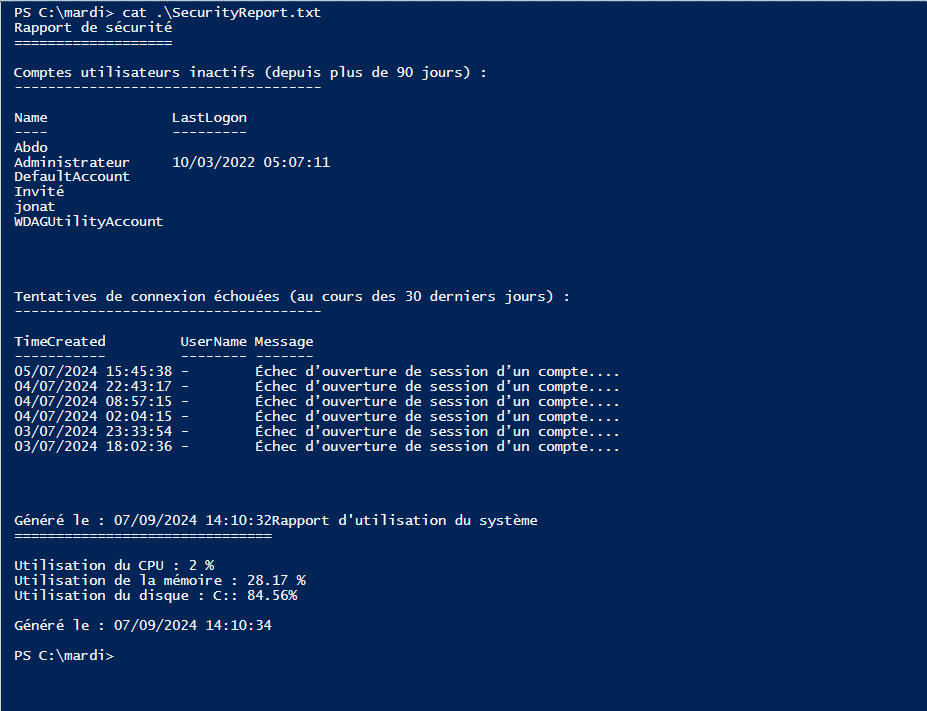 PS C:\mardi> cat .\SecurityReport.txt
Rapport de sécurité
===================
Comptes utilisateurs inactifs (depuis plus de 90 jours) :
-------------------------------------
Name LastLogon
---- ---------
Abdo
Administrateur 10/03/2022 05:07:11
DefaultAccount
Invité
jonat
WDAGUtilityAccount
Tentatives de connexion échouées (au cours des 30 derniers jours) :
-------------------------------------
TimeCreated UserName Message
----------- -------- -------
05/07/2024 15:45:38 - Échec d’ouverture de session d’un compte....
04/07/2024 22:43:17 - Échec d’ouverture de session d’un compte....
04/07/2024 08:57:15 - Échec d’ouverture de session d’un compte....
04/07/2024 02:04:15 - Échec d’ouverture de session d’un compte....
03/07/2024 23:33:54 - Échec d’ouverture de session d’un compte....
03/07/2024 18:02:36 - Échec d’ouverture de session d’un compte....
Généré le : 07/09/2024 14:10:32Rapport d'utilisation du système
===============================
Utilisation du CPU : 2 %
Utilisation de la mémoire : 28.17 %
Utilisation du disque : C:: 84.56%
Généré le : 07/09/2024 14:10:34
PS C:\mardi>